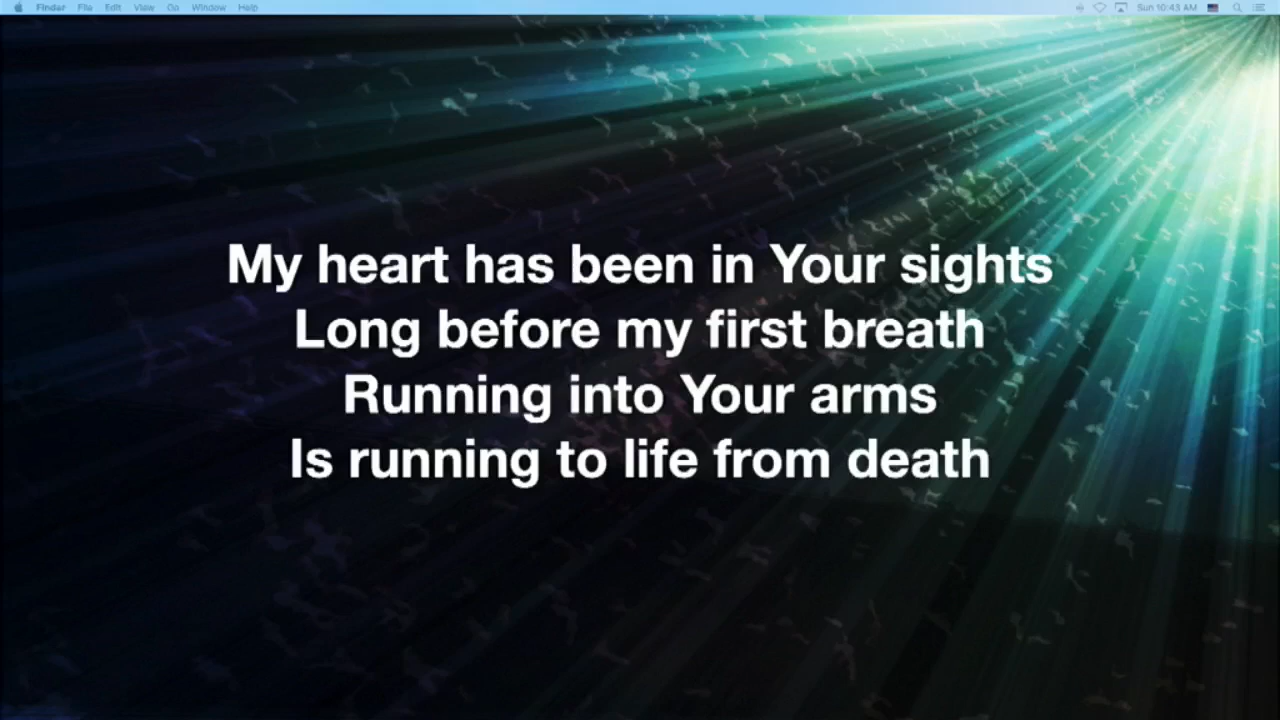 Finder File Edit View Go Window Help Sun 10:43 AM
My heart has been in Your sights
Long before my first breath
Running into Your arms
Is running to life from death